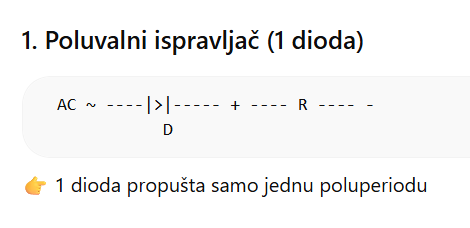 1. Poluvalni ispravljač (1 dioda)
AC ~ ----|>|----- + ---- R ---- -
D
👉 1 dioda propušta samo jednu poluperiodu